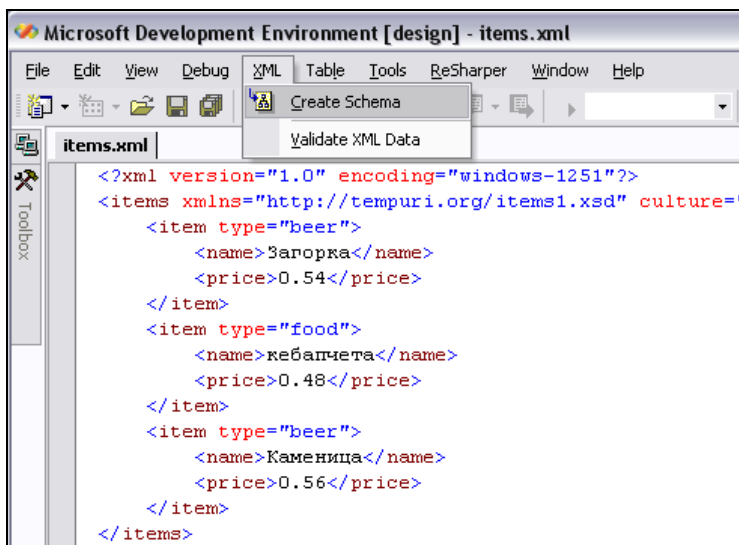 Microsoft Development Environment [design] - items.xml
File Edit View Debug XML Table Tools ReSharper Window Help
Create Schema
Validate XML Data
items.xml
Toolbox
<?xml version="1.0" encoding="windows-1251"?>
<items xmlns="http://tempuri.org/items1.xsd" culture="
<item type="beer">
<name>Загорка</name>
<price>0.54</price>
</item>
<item type="food">
<name>кебапчета</name>
<price>0.48</price>
</item>
<item type="beer">
<name>Каменица</name>
<price>0.56</price>
</item>
</items>